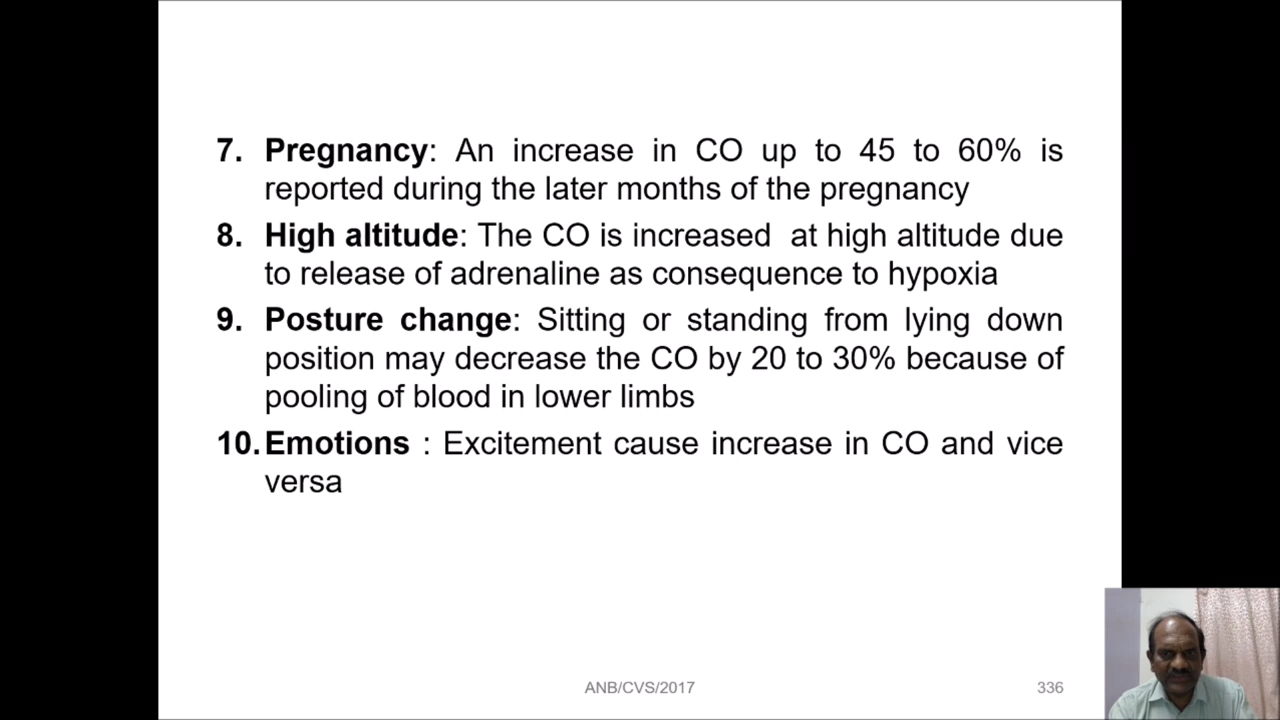 7. Pregnancy: An increase in CO up to 45 to 60% is
reported during the later months of the pregnancy
8. High altitude: The CO is increased  at high altitude due
to release of adrenaline as consequence to hypoxia
9. Posture change: Sitting or standing from lying down
position may decrease the CO by 20 to 30% because of
pooling of blood in lower limbs
10. Emotions : Excitement cause increase in CO and vice
versa
ANB/CVS/2017
336